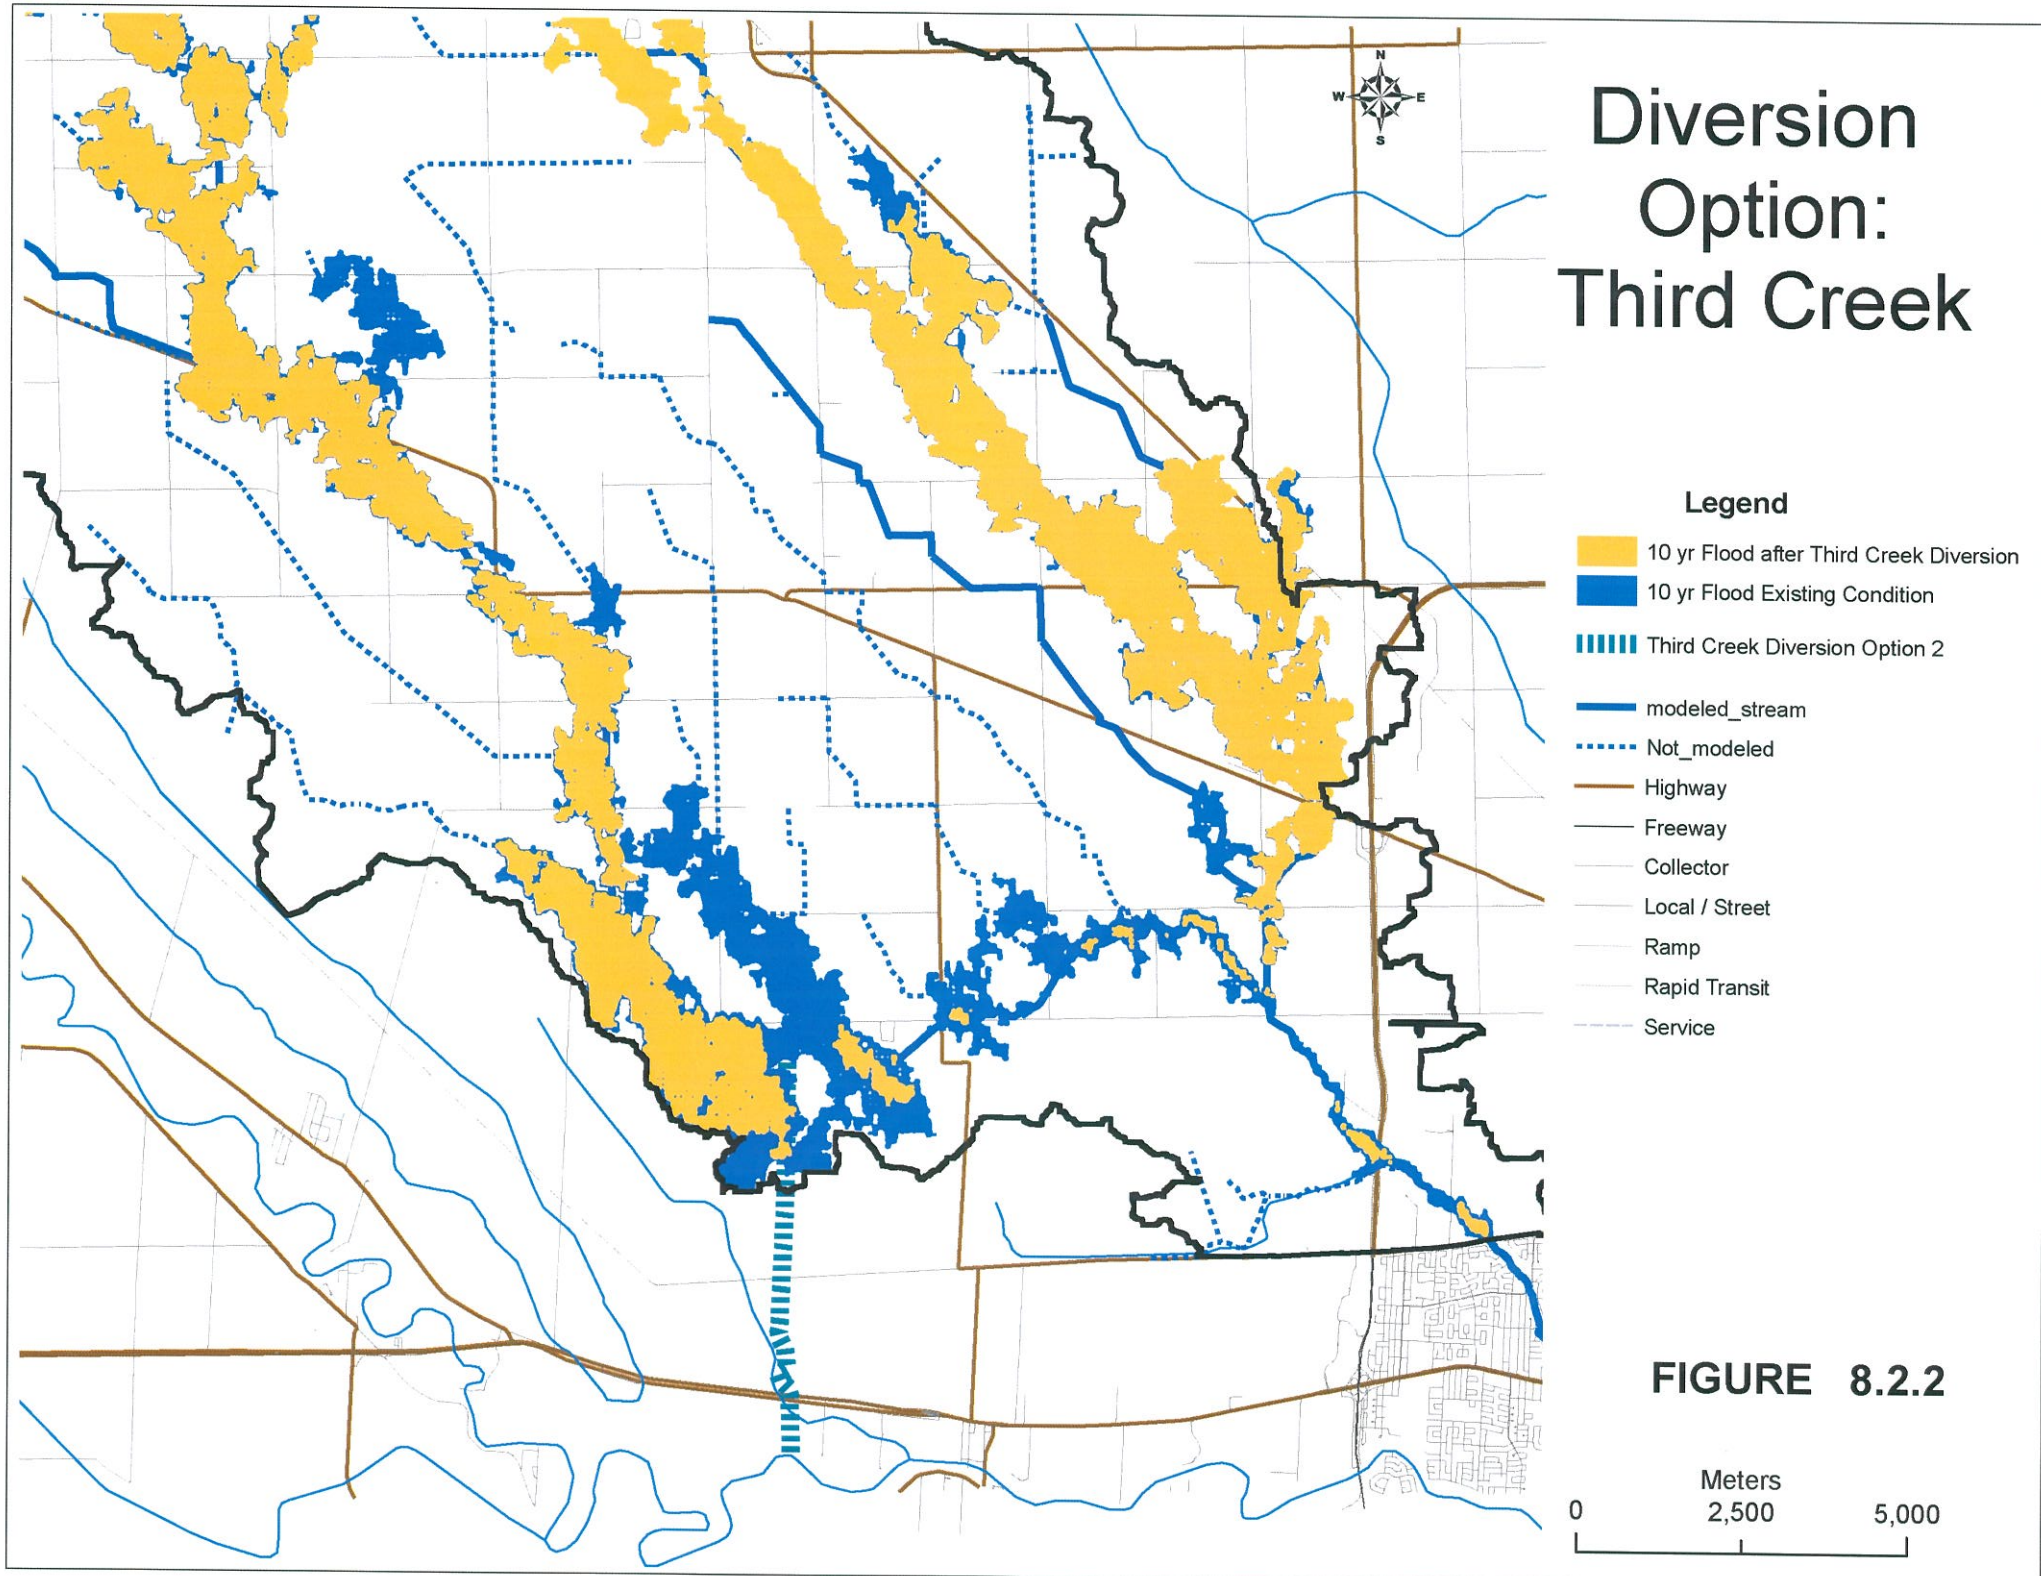 N
W E
S
Diversion
Option:
Third Creek
Legend
10 yr Flood after Third Creek Diversion
10 yr Flood Existing Condition
Third Creek Diversion Option 2
modeled_stream
Not_modeled
Highway
Freeway
Collector
Local / Street
Ramp
Rapid Transit
Service
FIGURE 8.2.2
Meters
0 2,500 5,000